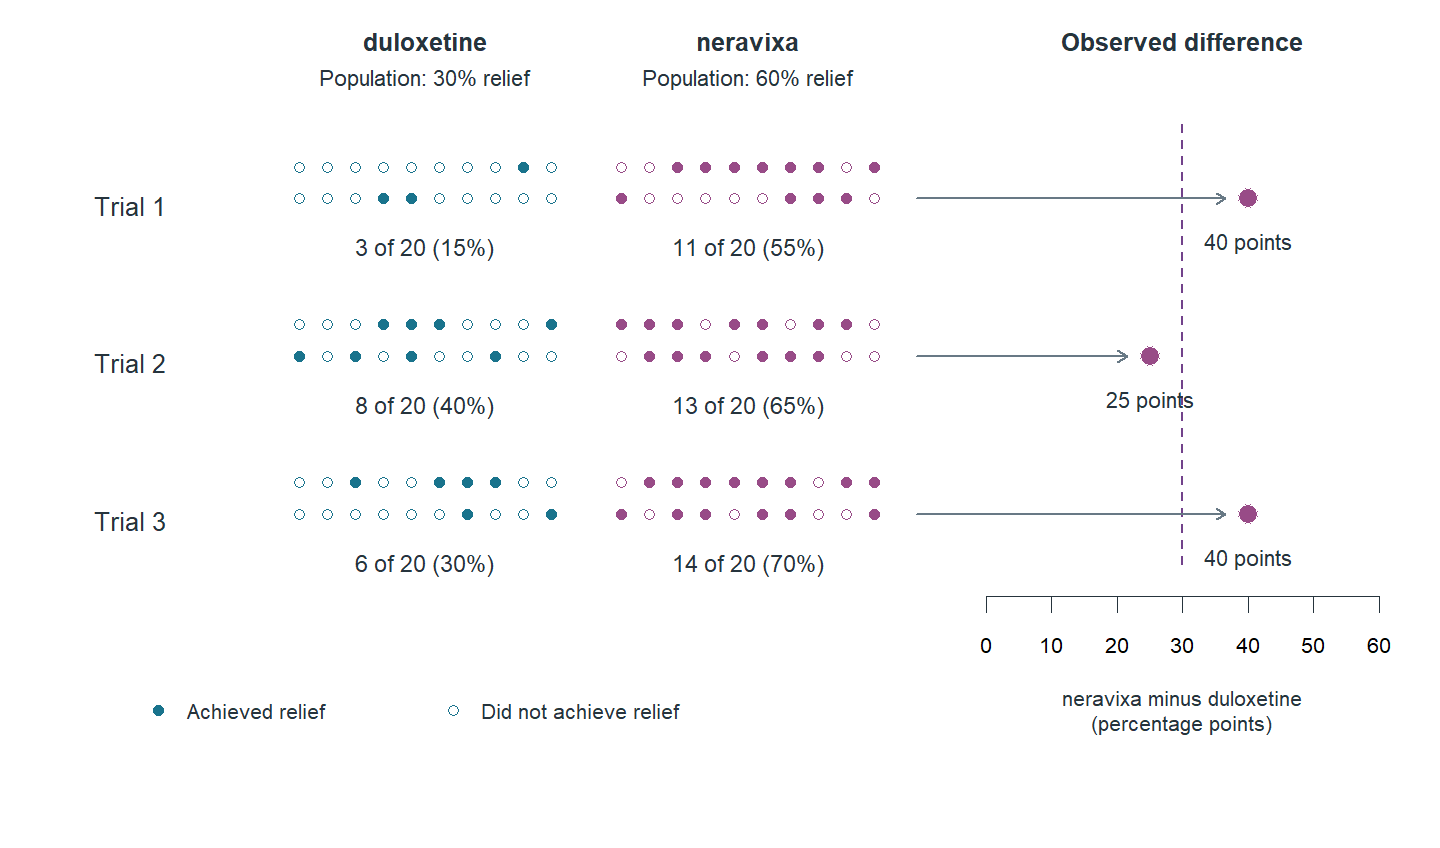 duloxetine
neravixa
Observed difference
Population: 30% relief
Population: 60% relief
Trial 1
3 of 20 (15%)
11 of 20 (55%)
40 points
Trial 2
8 of 20 (40%)
13 of 20 (65%)
25 points
Trial 3
6 of 20 (30%)
14 of 20 (70%)
40 points
0 10 20 30 40 50 60
neravixa minus duloxetine
(percentage points)
Achieved relief
Did not achieve relief